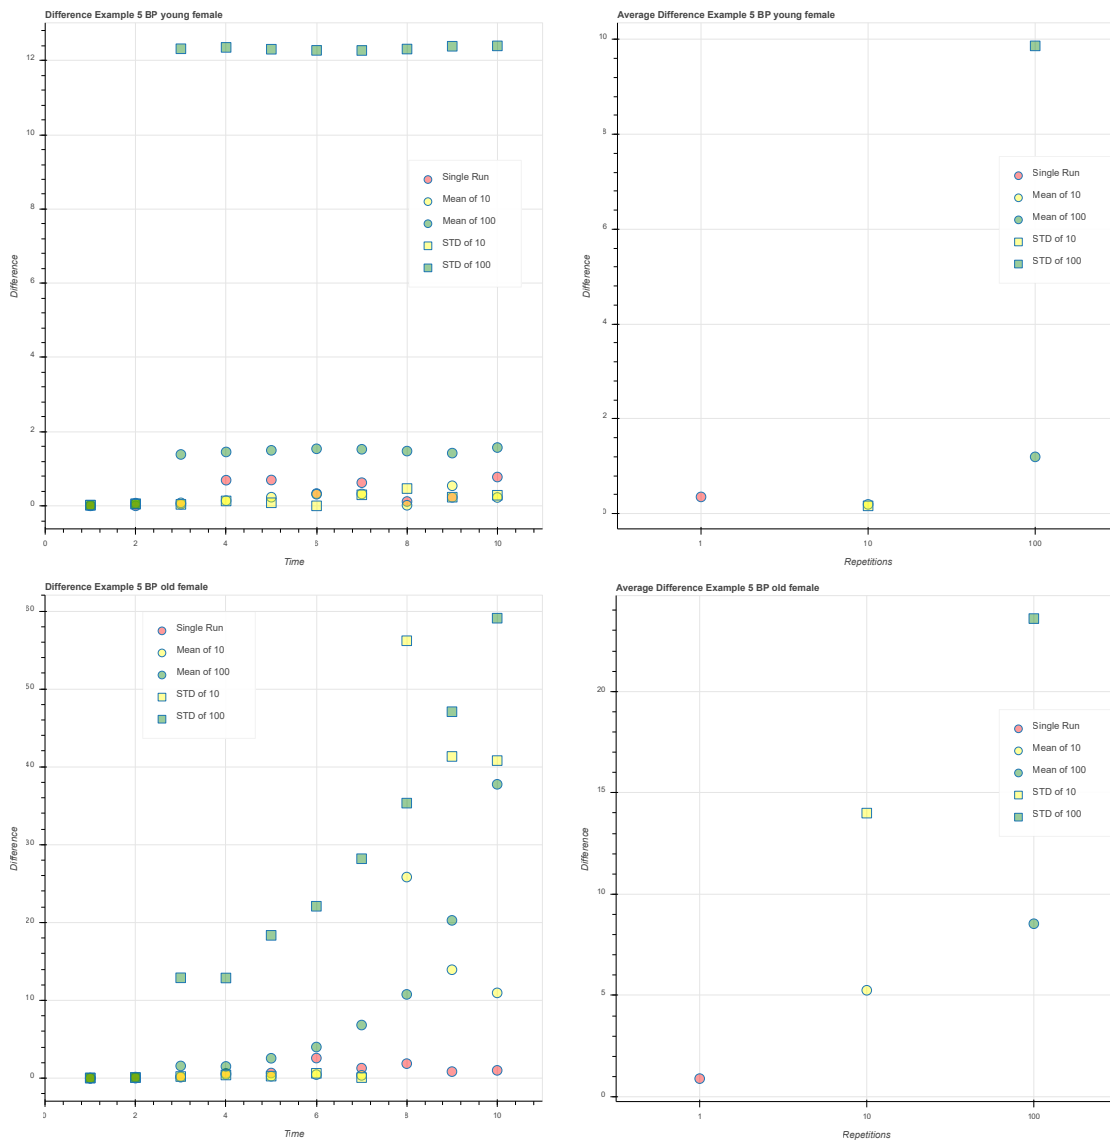 Difference Example 5 BP young female
12
10
8
6
4
2
0
Difference
Single Run
Mean of 10
Mean of 100
STD of 10
STD of 100
0
2
4
6
8
10
Time
Average Difference Example 5 BP young female
10
8
6
4
2
0
Difference
Single Run
Mean of 10
Mean of 100
STD of 10
STD of 100
1
10
100
Repetitions
Difference Example 5 BP old female
60
50
40
30
20
10
0
Difference
Single Run
Mean of 10
Mean of 100
STD of 10
STD of 100
0
2
4
6
8
10
Time
Average Difference Example 5 BP old female
20
15
10
5
0
Difference
Single Run
Mean of 10
Mean of 100
STD of 10
STD of 100
1
10
100
Repetitions